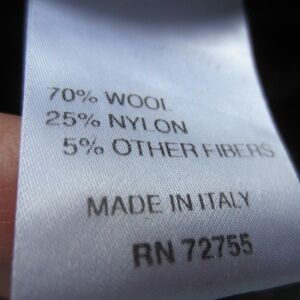 70% WOOL
25% NYLON
5% OTHER FIBERS
MADE IN ITALY
RN 72755